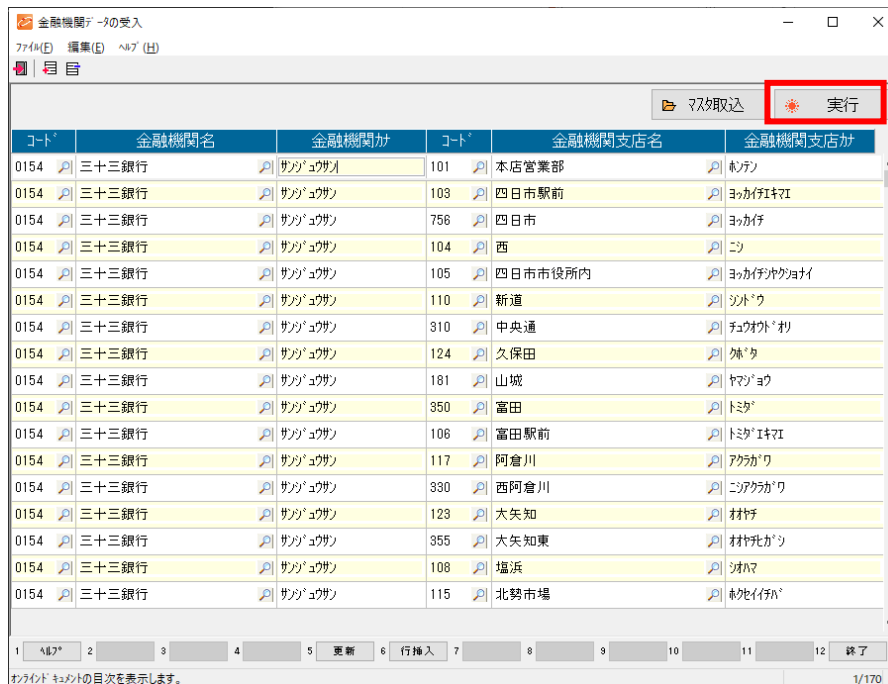 金融機関ﾃﾞｰﾀの受入
ﾌｧｲﾙ(F) 編集(E) ﾍﾙﾌﾟ(H)
ﾏｽﾀ取込 実行
ｺｰﾄﾞ 金融機関名 金融機関ｶﾅ ｺｰﾄﾞ 金融機関支店名 金融機関支店ｶﾅ
0154 三十三銀行 ｻﾝｼﾞｭｳｻﾝ 101 本店営業部 ﾎﾝﾃﾝ
0154 三十三銀行 ｻﾝｼﾞｭｳｻﾝ 103 四日市駅前 ﾖｯｶｲﾁｴｷﾏｴ
0154 三十三銀行 ｻﾝｼﾞｭｳｻﾝ 756 四日市 ﾖｯｶｲﾁ
0154 三十三銀行 ｻﾝｼﾞｭｳｻﾝ 104 西 ﾆｼ
0154 三十三銀行 ｻﾝｼﾞｭｳｻﾝ 105 四日市市役所内 ﾖｯｶｲﾁｼﾔｸｼｮﾅｲ
0154 三十三銀行 ｻﾝｼﾞｭｳｻﾝ 110 新道 ｼﾝﾄﾞｳ
0154 三十三銀行 ｻﾝｼﾞｭｳｻﾝ 310 中央通 ﾁｭｳｵｳﾄﾞｵﾘ
0154 三十三銀行 ｻﾝｼﾞｭｳｻﾝ 124 久保田 ｸﾎﾞﾀ
0154 三十三銀行 ｻﾝｼﾞｭｳｻﾝ 181 山城 ﾔﾏｼﾞｮｳ
0154 三十三銀行 ｻﾝｼﾞｭｳｻﾝ 350 富田 ﾄﾐﾀﾞ
0154 三十三銀行 ｻﾝｼﾞｭｳｻﾝ 106 富田駅前 ﾄﾐﾀﾞｴｷﾏｴ
0154 三十三銀行 ｻﾝｼﾞｭｳｻﾝ 117 阿倉川 ｱｸﾗｶﾞﾜ
0154 三十三銀行 ｻﾝｼﾞｭｳｻﾝ 330 西阿倉川 ﾆｼｱｸﾗｶﾞﾜ
0154 三十三銀行 ｻﾝｼﾞｭｳｻﾝ 123 大矢知 ｵｵﾔﾁ
0154 三十三銀行 ｻﾝｼﾞｭｳｻﾝ 355 大矢知東 ｵｵﾔﾁﾋｶﾞｼ
0154 三十三銀行 ｻﾝｼﾞｭｳｻﾝ 108 塩浜 ｼｵﾊﾏ
0154 三十三銀行 ｻﾝｼﾞｭｳｻﾝ 115 北勢市場 ﾎｸｾｲｲﾁﾊﾞ
1 ﾍﾙﾌﾟ 2 3 4 5 更新 6 行挿入 7 8 9 10 11 12 終了
ｵﾝﾗｲﾝﾄﾞｷｭﾒﾝﾄの目次を表示します。 1/170